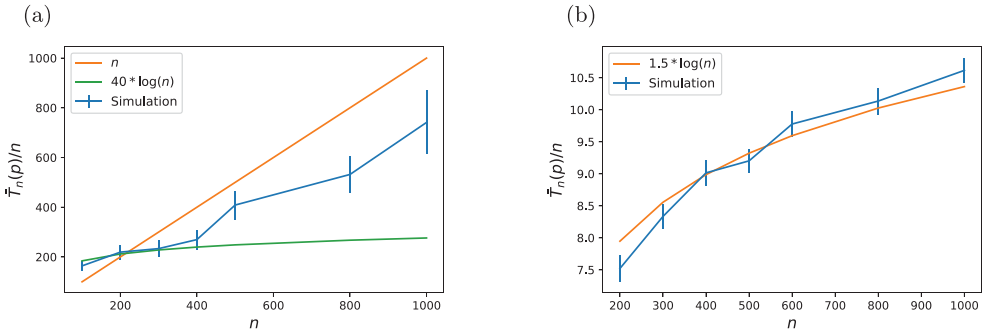 (a)
n
40 * log(n)
Simulation
1000
800
600
400
200
T̄ₙ(p)/n
200 400 600 800 1000
n
(b)
1.5 * log(n)
Simulation
10.5
10.0
9.5
9.0
8.5
8.0
7.5
T̄ₙ(p)/n
200 300 400 500 600 700 800 900 1000
n